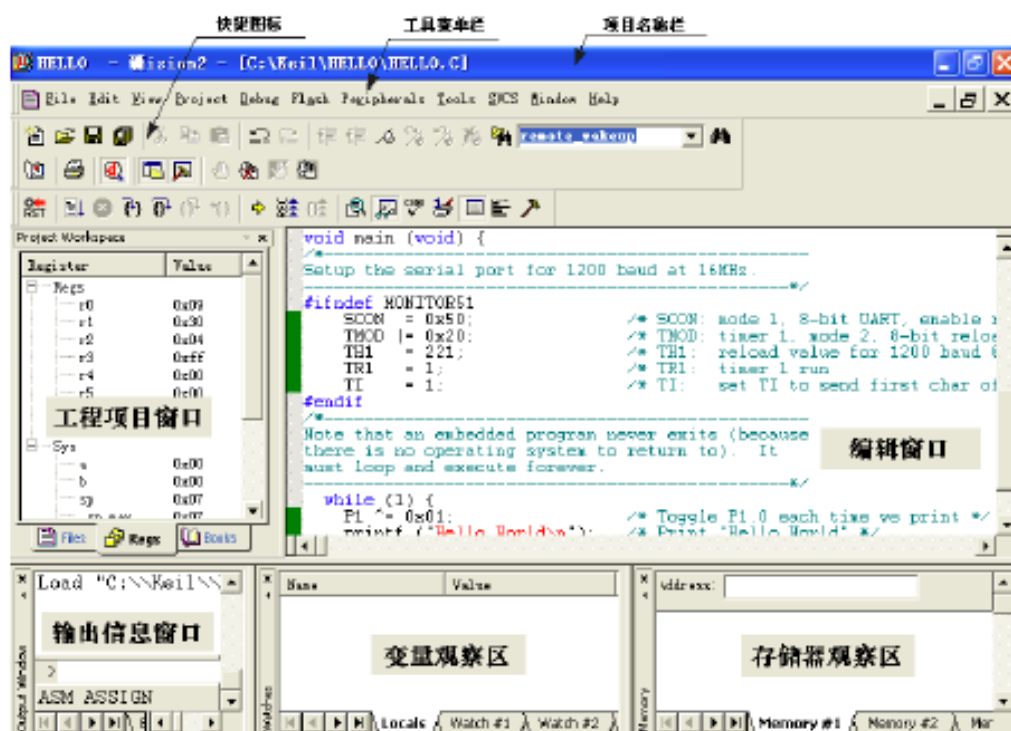 快捷图标 工具菜单栏 项目名称栏
HELLO - - [C:\Keil\HELLO\HELLO.C]
File Edit View Project Debug Flash Peripherals Tools SVCS Window Help
remote_wakeup
Project Workspace
Register Value
Regs
r0 0x09
r1 0x30
r2 0x04
r3 0xff
r4 0x00
r5 0x00
工程项目窗口
Sys
a 0x00
b 0x00
sp 0x07
0x07
Files Regs Books
void main (void) {
/*------------------------------------------------
Setup the serial port for 1200 baud at 16MHz.
------------------------------------------------*/
#ifndef MONITOR51
SCON = 0x50; /* SCON: mode 1, 8-bit UART, enable
TMOD |= 0x20; /* TMOD: timer 1, mode 2, 8-bit reloa
TH1 = 221; /* TH1: reload value for 1200 baud
TR1 = 1; /* TR1: timer 1 run
TI = 1; /* TI: set TI to send first char of
#endif
/*------------------------------------------------
Note that an embedded program never exits (because
there is no operating system to return to). It
must loop and execute forever.
------------------------------------------------*/
编辑窗口
while (1) {
P1 ^= 0x01; /* Toggle P1.0 each time we print */
printf ("Hello World\n"); /* Print "Hello World" */
Load "C:\\Keil\\
输出信息窗口
>
ASM ASSIGN
Output Window
Name Value
变量观察区
Watches
Locals Watch #1 Watch #2
Address:
存储器观察区
Memory
Memory #1 Memory #2 Mer